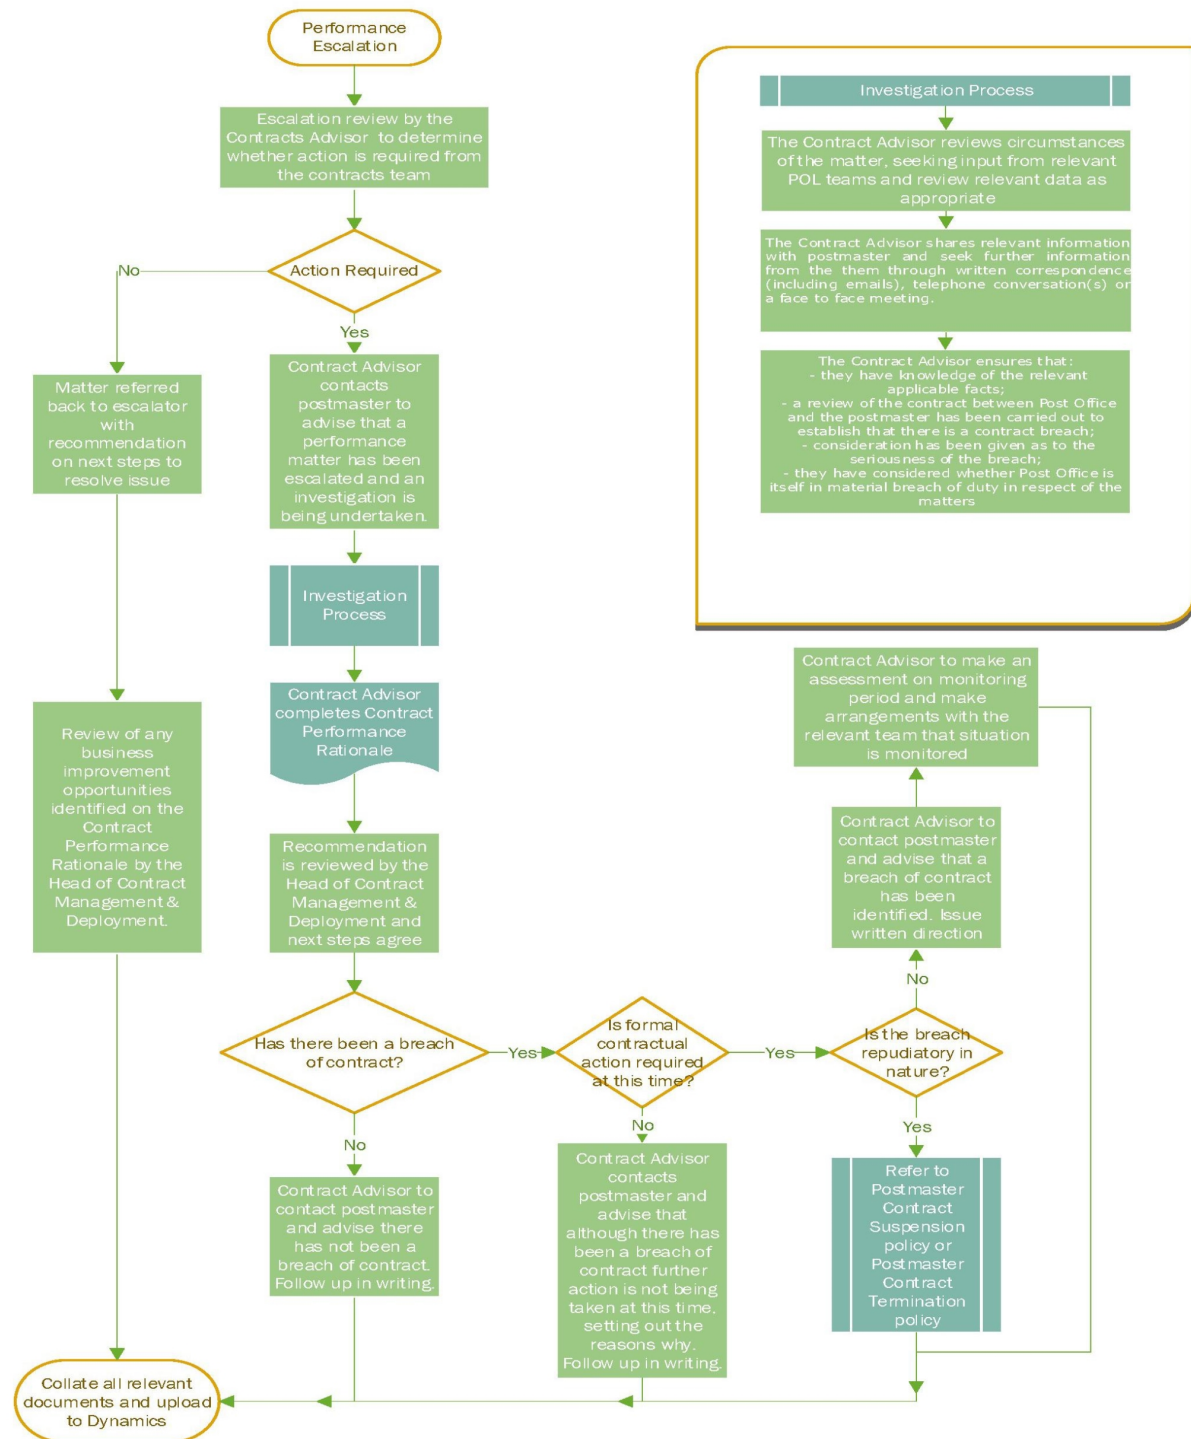 Performance
Escalation
Escalation review by the
Contracts Advisor to determine
whether action is required from
the contracts team
Action Required
No
Yes
Matter referred
back to escalator
with
recommendation
on next steps to
resolve issue
Contract Advisor
contacts
postmaster to
advise that a
performance
matter has been
escalated and an
investigation is
being undertaken.
Investigation
Process
Contract Advisor
completes Contract
Performance
Rationale
Review of any
business
improvement
opportunities
identified on the
Contract
Performance
Rationale by the
Head of Contract
Management &
Deployment.
Recommendation
is reviewed by the
Head of Contract
Management &
Deployment and
next steps agree
Has there been a breach
of contract?
Yes
No
Contract Advisor to
contact postmaster
and advise there
has not been a
breach of contract.
Follow up in writing.
Is formal
contractual
action required
at this time?
Yes
No
Contract Advisor
contacts
postmaster and
advise that
although there has
been a breach of
contract further
action is not being
taken at this time.
setting out the
reasons why.
Follow up in writing.
Is the breach
repudiatory in
nature?
No
Contract Advisor to
contact postmaster
and advise that a
breach of contract
has been
identified. Issue
written direction
Contract Advisor to make an
assessment on monitoring
period and make
arrangements with the
relevant team that situation
is monitored
Yes
Refer to
Postmaster
Contract
Suspension
policy or
Postmaster
Contract
Termination
policy
Collate all relevant
documents and upload
to Dynamics
Investigation Process
The Contract Advisor reviews circumstances
of the matter, seeking input from relevant
POL teams and review relevant data as
appropriate
The Contract Advisor shares relevant information
with postmaster and seek further information
from the them through written correspondence
(including emails), telephone conversation(s) or
a face to face meeting.
The Contract Advisor ensures that:
- they have knowledge of the relevant
applicable facts;
- a review of the contract between Post Office
and the postmaster has been carried out to
establish that there is a contract breach;
- consideration has been given as to the
seriousness of the breach;
- they have considered whether Post Office is
itself in material breach of duty in respect of the
matters